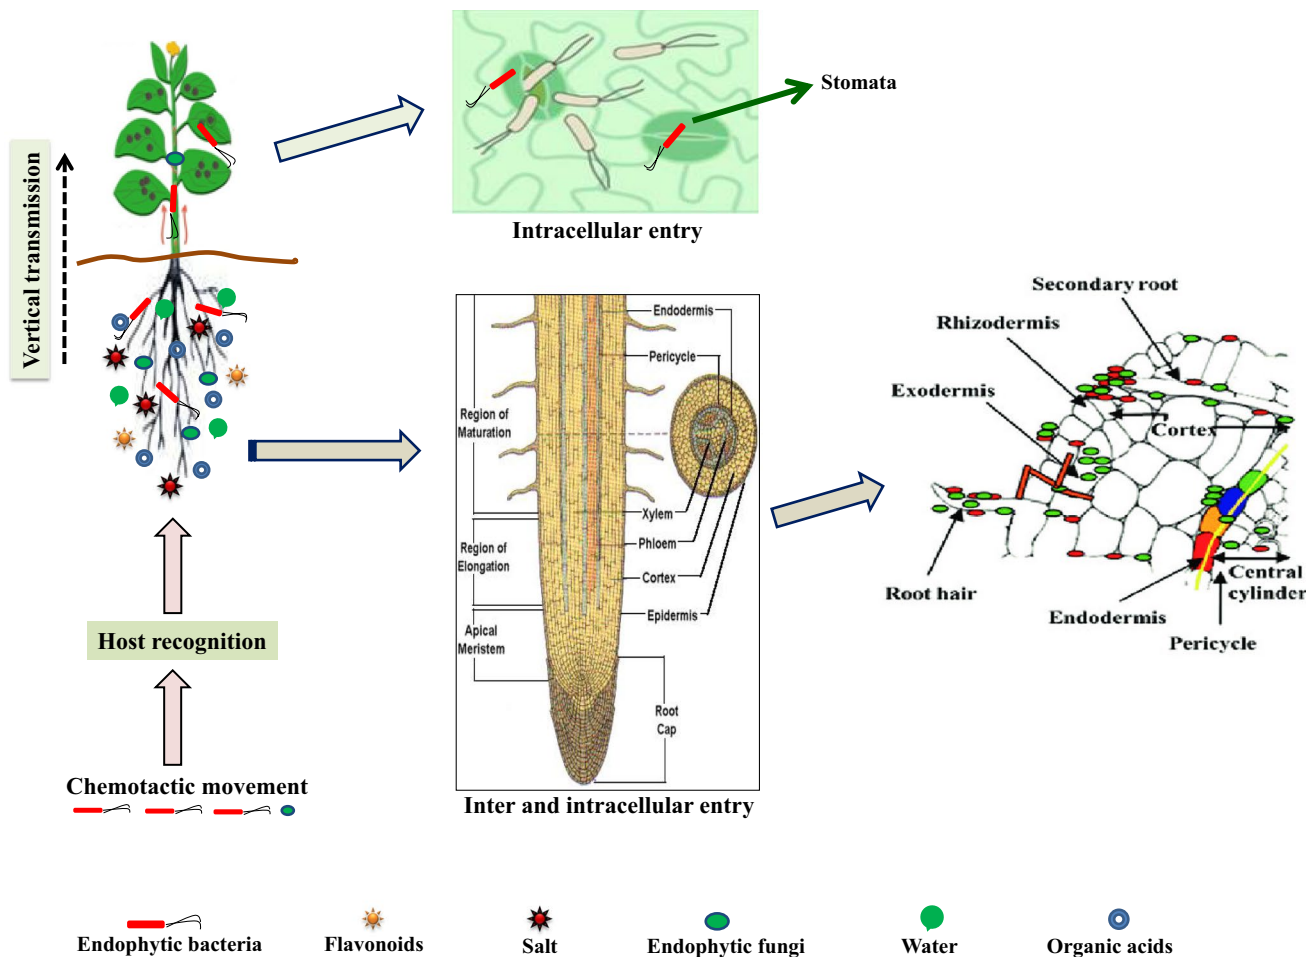 Vertical transmission
Stomata
Intracellular entry
Host recognition
Chemotactic movement
Endodermis
Pericycle
Region of
Maturation
Xylem
Region of
Elongation
Phloem
Cortex
Epidermis
Apical
Meristem
Root
Cap
Inter and intracellular entry
Secondary root
Rhizodermis
Exodermis
Cortex
Root hair
Central
cylinder
Endodermis
Pericycle
Endophytic bacteria
Flavonoids
Salt
Endophytic fungi
Water
Organic acids